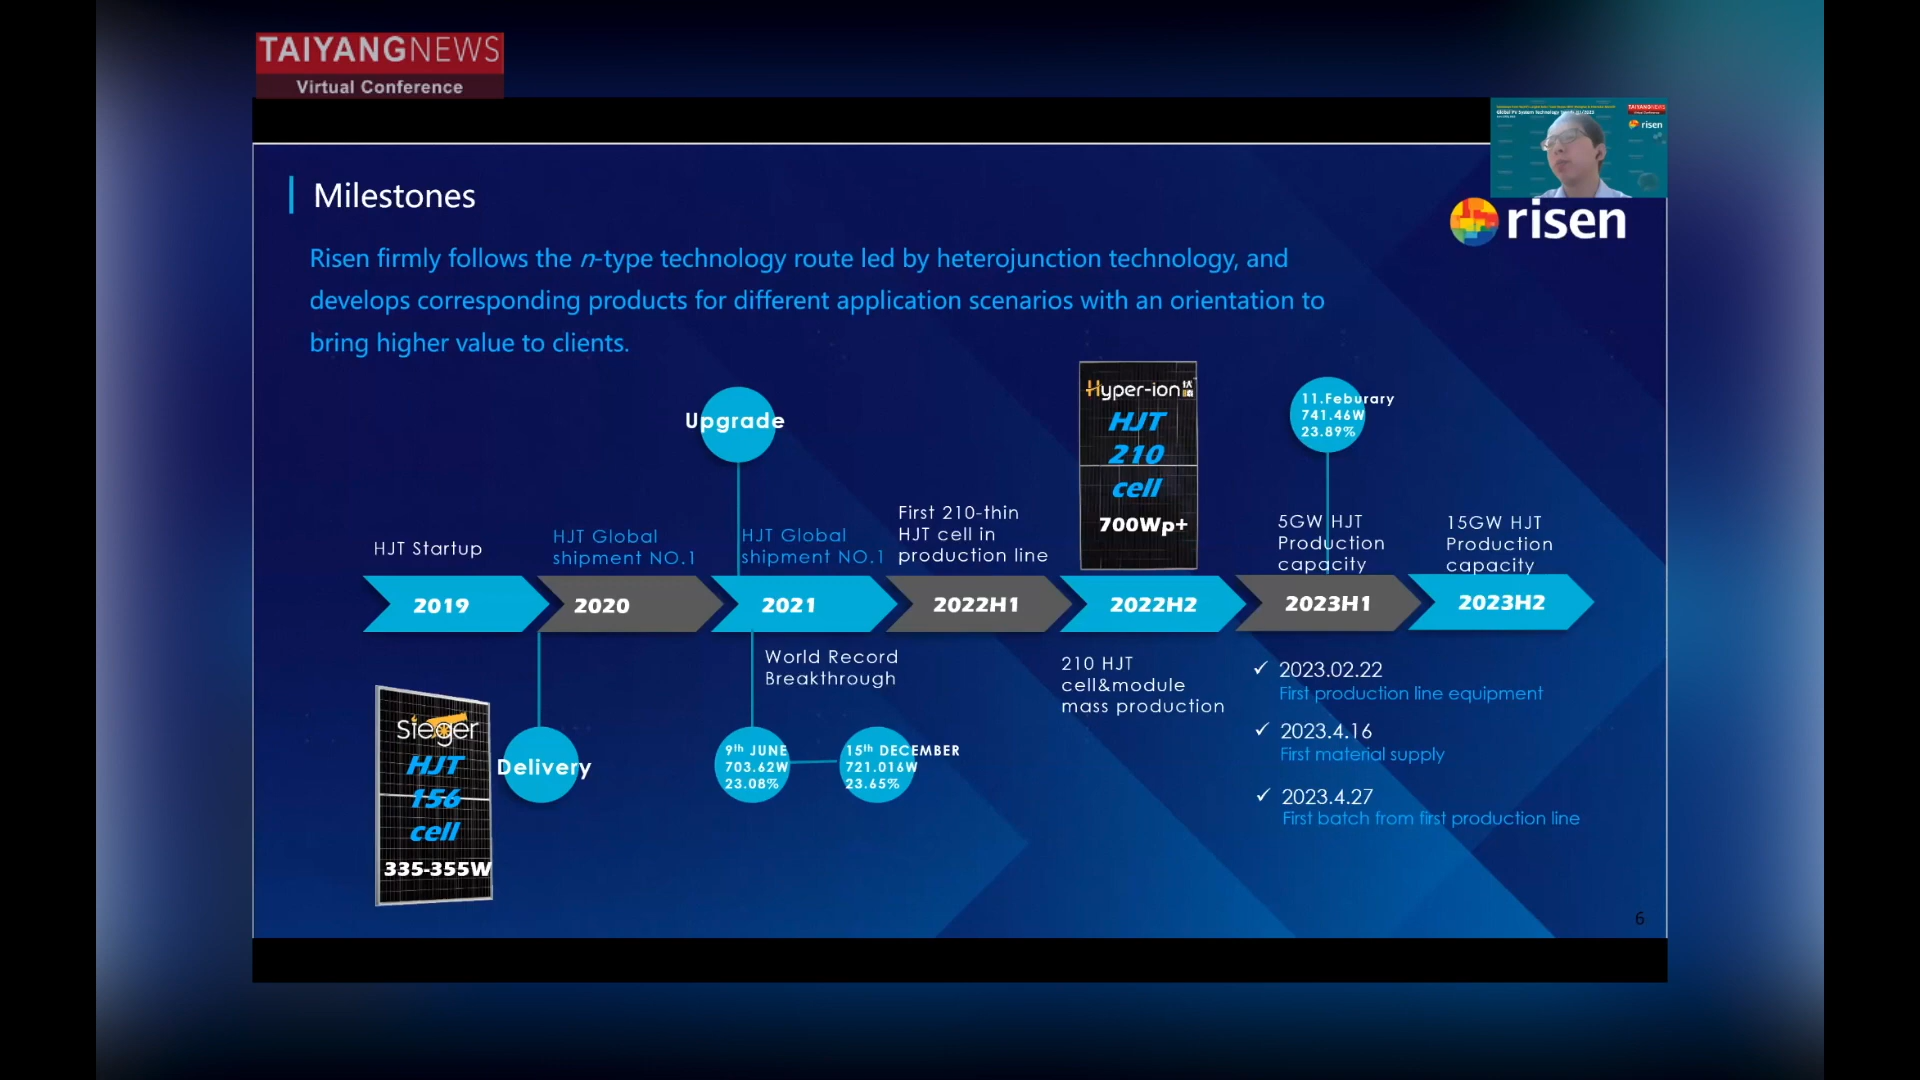 TAIYANGNEWS
Virtual Conference
TAIYANGNEWS
risen
Milestones
risen
Risen firmly follows the n-type technology route led by heterojunction technology, and
develops corresponding products for different application scenarios with an orientation to
bring higher value to clients.
Upgrade
Hyper-ion
HJT
210
cell
700Wp+
11.Feburary
741.46W
23.89%
HJT Startup
HJT Global
shipment NO.1
HJT Global
shipment NO.1
First 210-thin
HJT cell in
production line
5GW HJT
Production
capacity
15GW HJT
Production
capacity
2019
2020
2021
2022H1
2022H2
2023H1
2023H2
World Record
Breakthrough
210 HJT
cell&module
mass production
✓ 2023.02.22
First production line equipment
✓ 2023.4.16
First material supply
✓ 2023.4.27
First batch from first production line
Sieger
HJT
156
cell
335-355W
Delivery
9th JUNE
703.62W
23.08%
15th DECEMBER
721.016W
23.65%
6